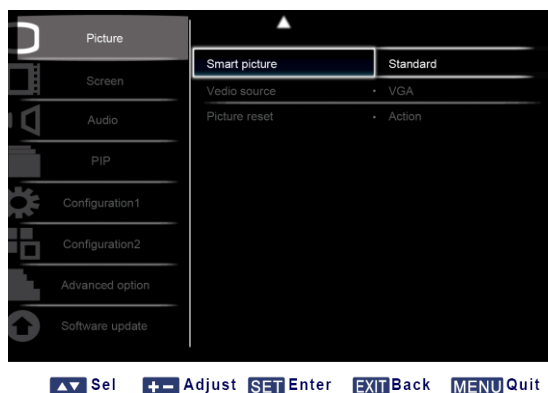 Picture
Screen
Audio
PIP
Configuration1
Configuration2
Advanced option
Software update
Smart picture Standard
Vedio source • VGA
Picture reset • Action
Sel + - Adjust SET Enter EXIT Back MENU Quit